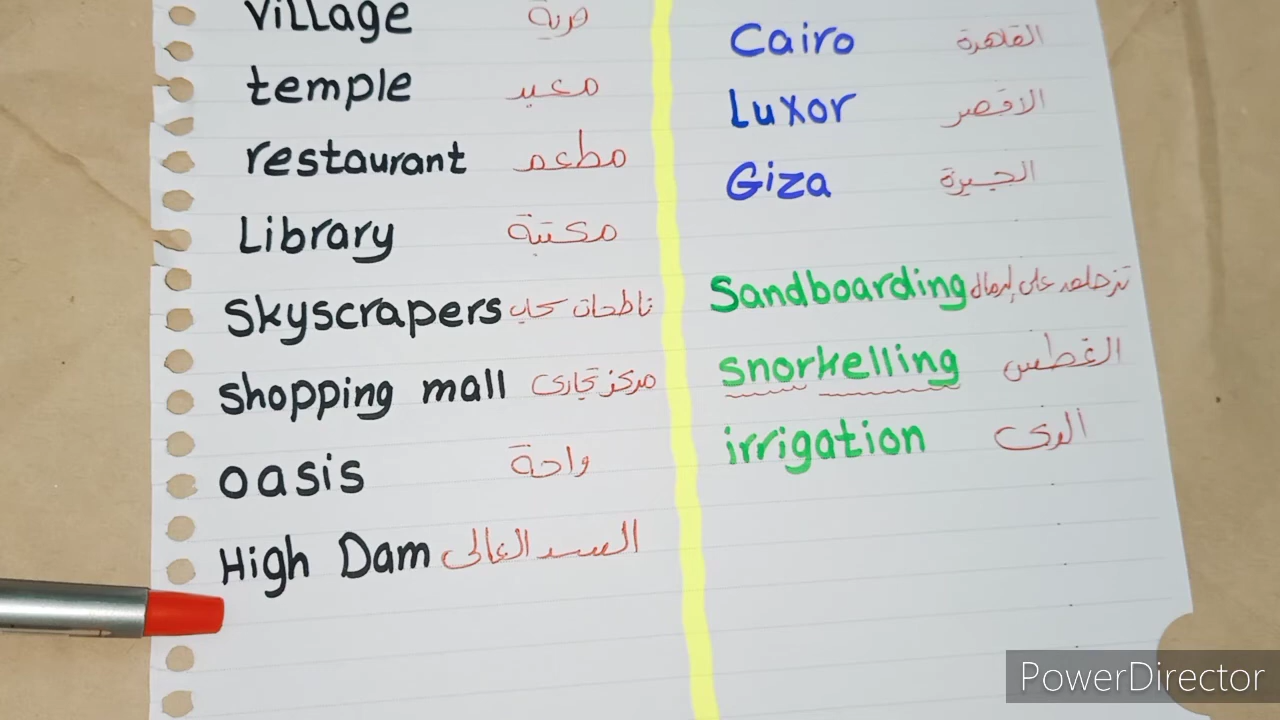 village قرية
temple معبد
restaurant مطعم
Library مكتبة
Skyscrapers ناطحات سحاب
shopping mall مركز تجارى
oasis واحة
High Dam السد العالى
Cairo القاهرة
Luxor الاقصر
Giza الجيزة
Sandboarding تزحلق على الرمال
snorkelling الغطس
irrigation الرى
PowerDirector